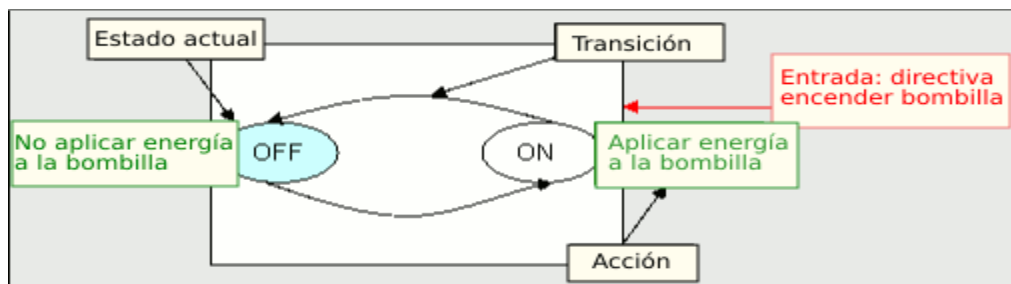 Estado actual
Transición
Entrada: directiva
encender bombilla
No aplicar energía
a la bombilla
OFF
ON
Aplicar energía
a la bombilla
Acción